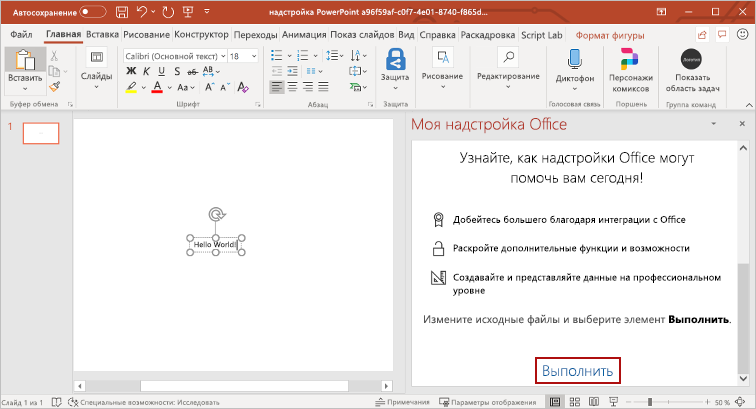 Автосохранение
надстройка PowerPoint a96f59af-c0f7-4e01-8740-f865d...
Файл Главная Вставка Рисование Конструктор Переходы Анимация Показ слайдов Вид Справка Раскадровка Script Lab Формат фигуры
Calibri (Основной текст) 18
Вставить
Слайды
Ж К Ч S
Aa
Защита
Рисование
Редактирование
Диктофон
Персонажи комиксов
Показать область задач
Буфер обмена Шрифт Абзац Защита Голосовая связь Поршень Группа команд
1
Hello World!
Моя надстройка Office
Узнайте, как надстройки Office могут
помочь вам сегодня!
Добейтесь большего благодаря интеграции с Office
Раскройте дополнительные функции и возможности
Создавайте и представляйте данные на профессиональном
уровне
Измените исходные файлы и выберите элемент Выполнить.
Выполнить
Слайд 1 из 1 Специальные возможности: Исследовать Примечания Параметры отображения 50 %